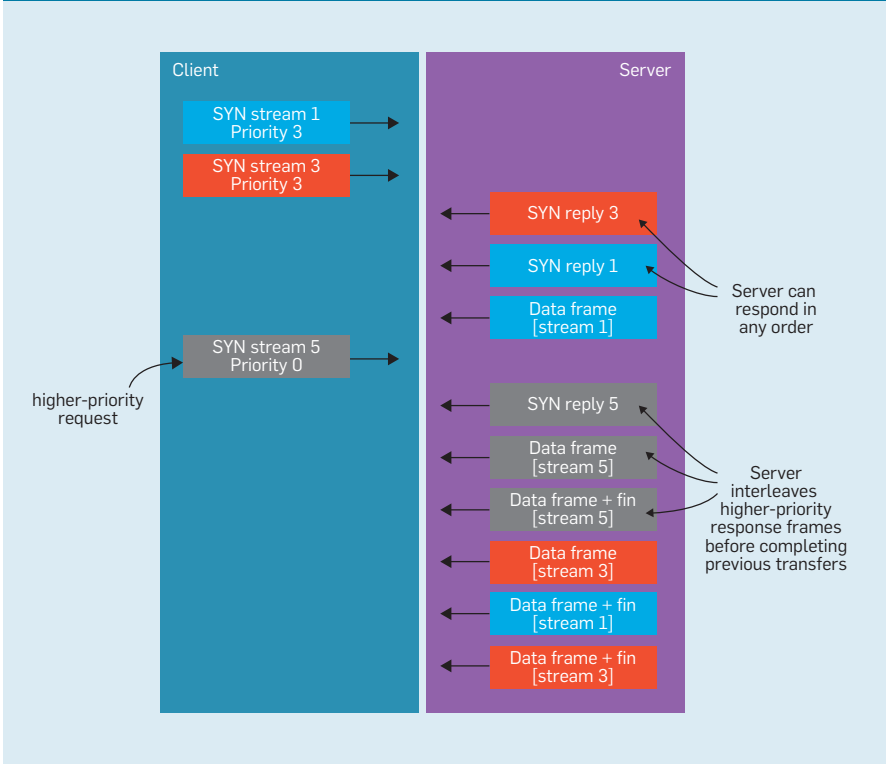 Client
Server
SYN stream 1
Priority 3
SYN stream 3
Priority 3
SYN reply 3
SYN reply 1
Server can
respond in
any order
Data frame
[stream 1]
SYN stream 5
Priority 0
higher-priority
request
SYN reply 5
Data frame
[stream 5]
Data frame + fin
[stream 5]
Server
interleaves
higher-priority
response frames
before completing
previous transfers
Data frame
[stream 3]
Data frame + fin
[stream 1]
Data frame + fin
[stream 3]